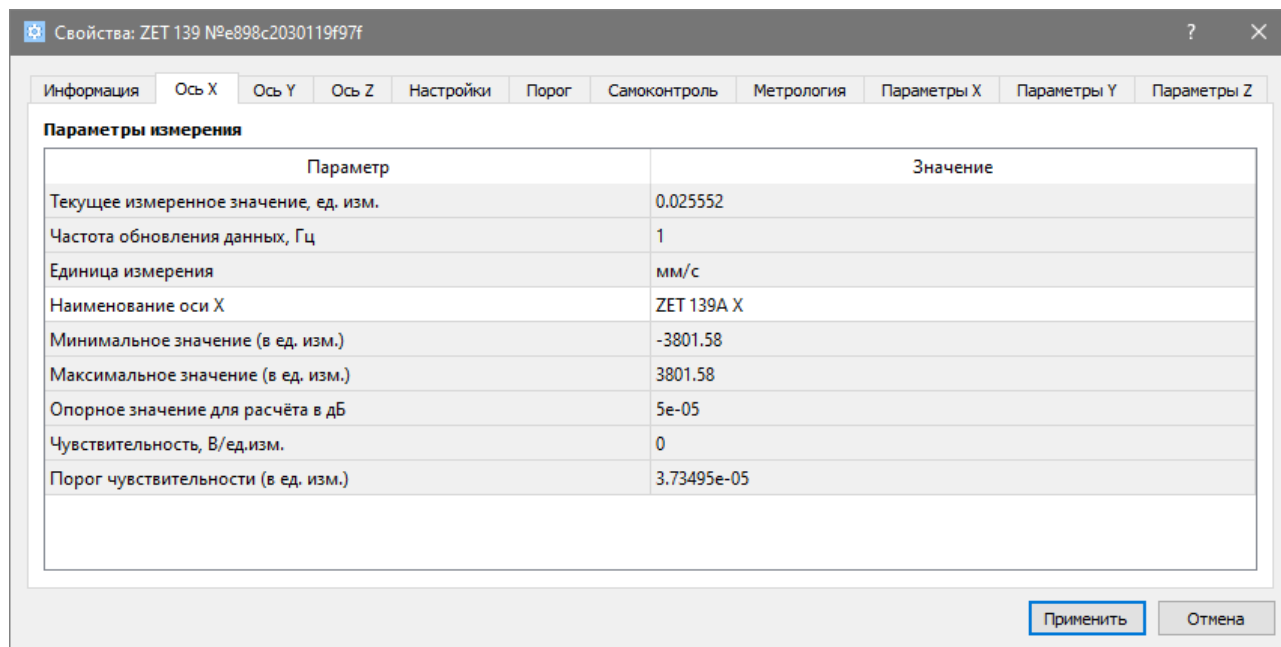 Свойства: ZET 139 №e898c2030119f97f ? ×
Информация Ось X Ось Y Ось Z Настройки Порог Самоконтроль Метрология Параметры X Параметры Y Параметры Z
Параметры измерения
Параметр Значение
Текущее измеренное значение, ед. изм. 0.025552
Частота обновления данных, Гц 1
Единица измерения мм/с
Наименование оси X ZET 139A X
Минимальное значение (в ед. изм.) -3801.58
Максимальное значение (в ед. изм.) 3801.58
Опорное значение для расчёта в дБ 5e-05
Чувствительность, В/ед.изм. 0
Порог чувствительности (в ед. изм.) 3.73495e-05
Применить Отмена